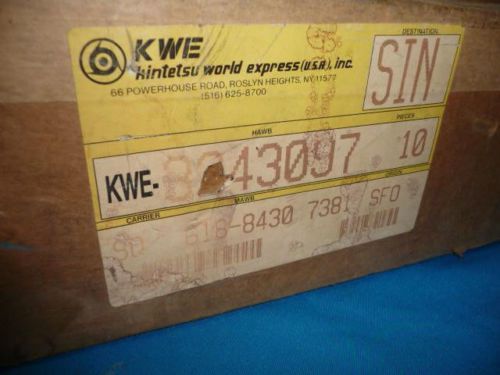 KWE
kintetsu world express (u.s.a.), inc.
66 POWERHOUSE ROAD, ROSLYN HEIGHTS, NY 11577
(516) 625-8700
DESTINATION
SIN
HAWB
PIECES
KWE-
10
CARRIER
MAWB
ORIGIN
618-8430 7381 SFO